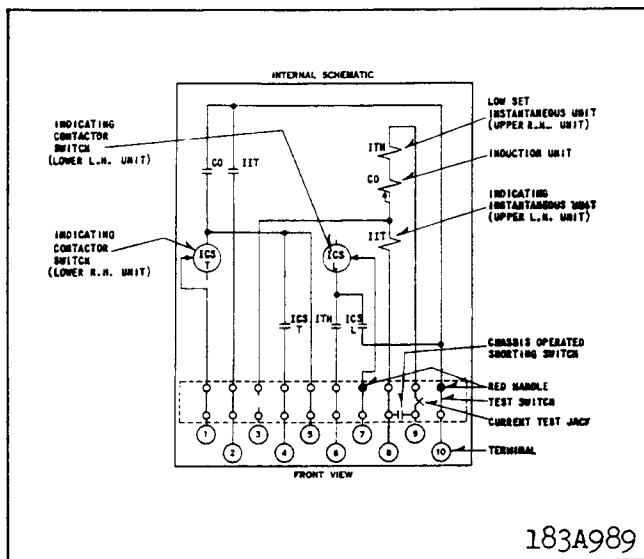 INTERNAL SCHEMATIC
INDICATING
CONTACTOR
SWITCH
(LOWER L.H. UNIT)
LOW SET
INSTANTANEOUS UNIT
(UPPER R.H. UNIT)
INDUCTION UNIT
INDICATING
INSTANTANEOUS UNIT
(UPPER L.H. UNIT)
INDICATING
CONTACTOR
SWITCH
(LOWER R.H. UNIT)
CO
IIT
ITH
CO
IIT
ICS
T
ICS
L
ICS
T
ITH
ICS
L
CHASSIS OPERATED
SHORTING SWITCH
RED HANDLE
TEST SWITCH
CURRENT TEST JACK
TERMINAL
1
2
3
4
5
6
7
8
9
10
FRONT VIEW
183A989